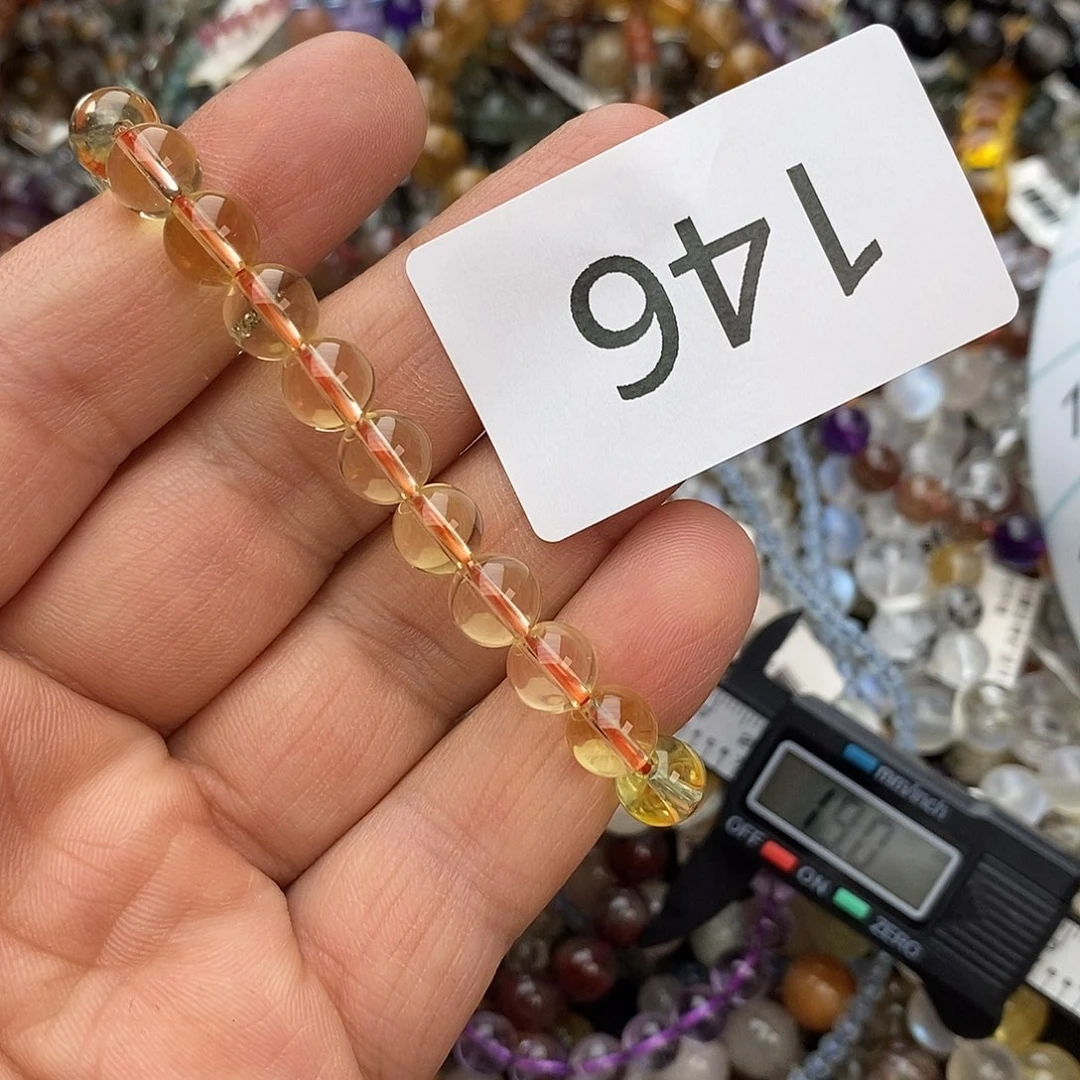 146
mm/inch
OFF ON ZERO